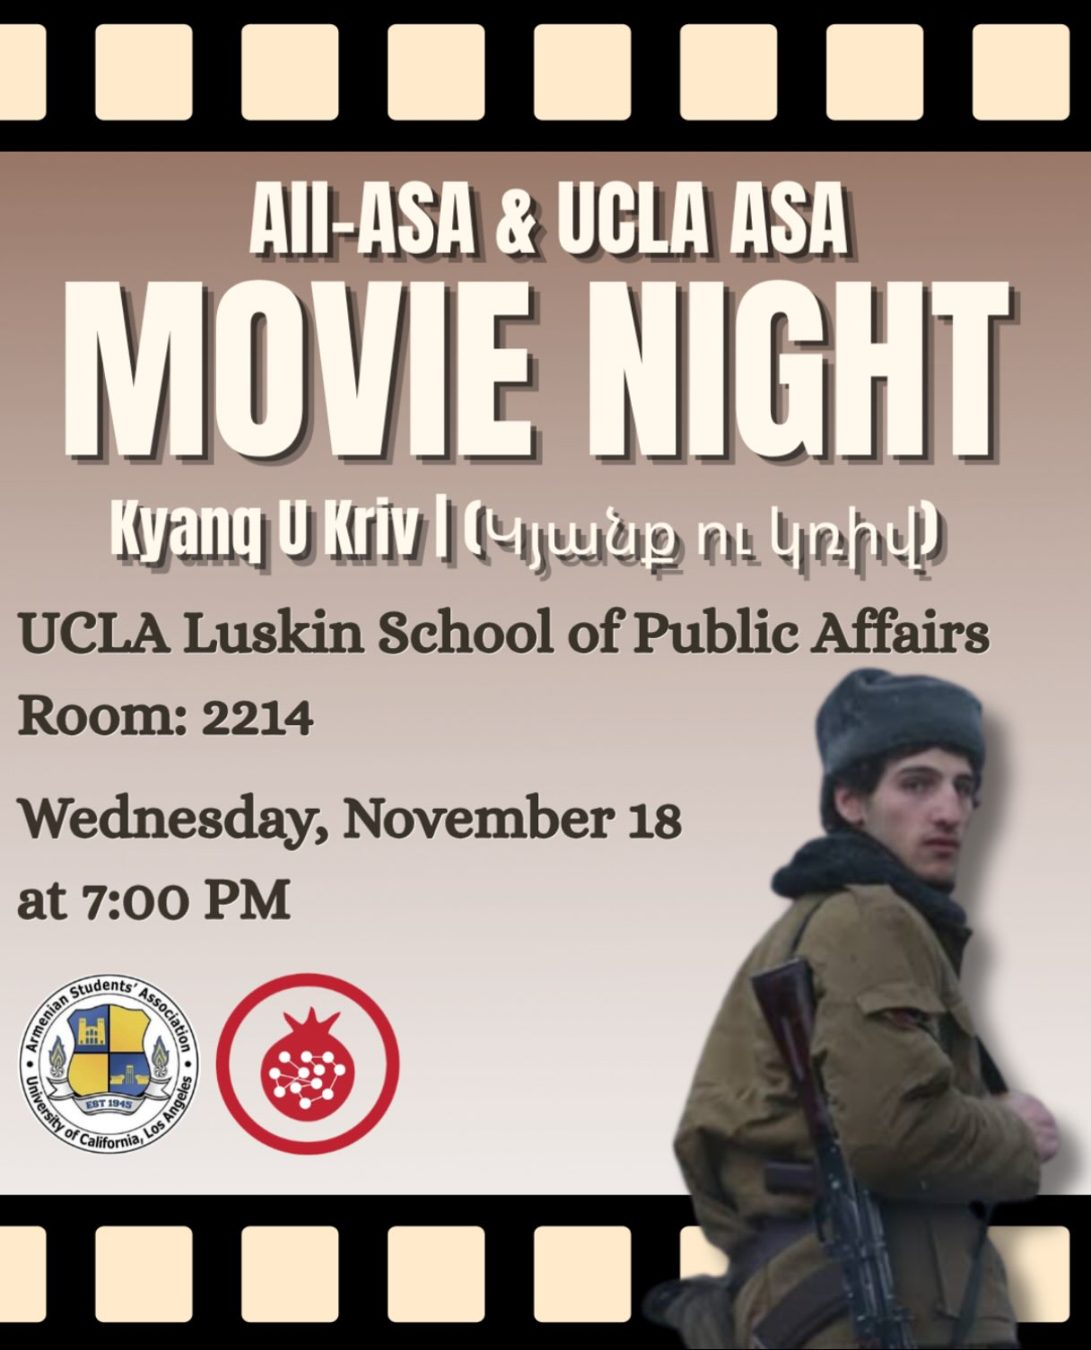 All-ASA & UCLA ASA
MOVIE NIGHT
Kyanq U Kriv | (Կյանք ու կռիվ)
UCLA Luskin School of Public Affairs
Room: 2214
Wednesday, November 18
at 7:00 PM
Armenian Students' Association
EST 1945
University of California, Los Angeles